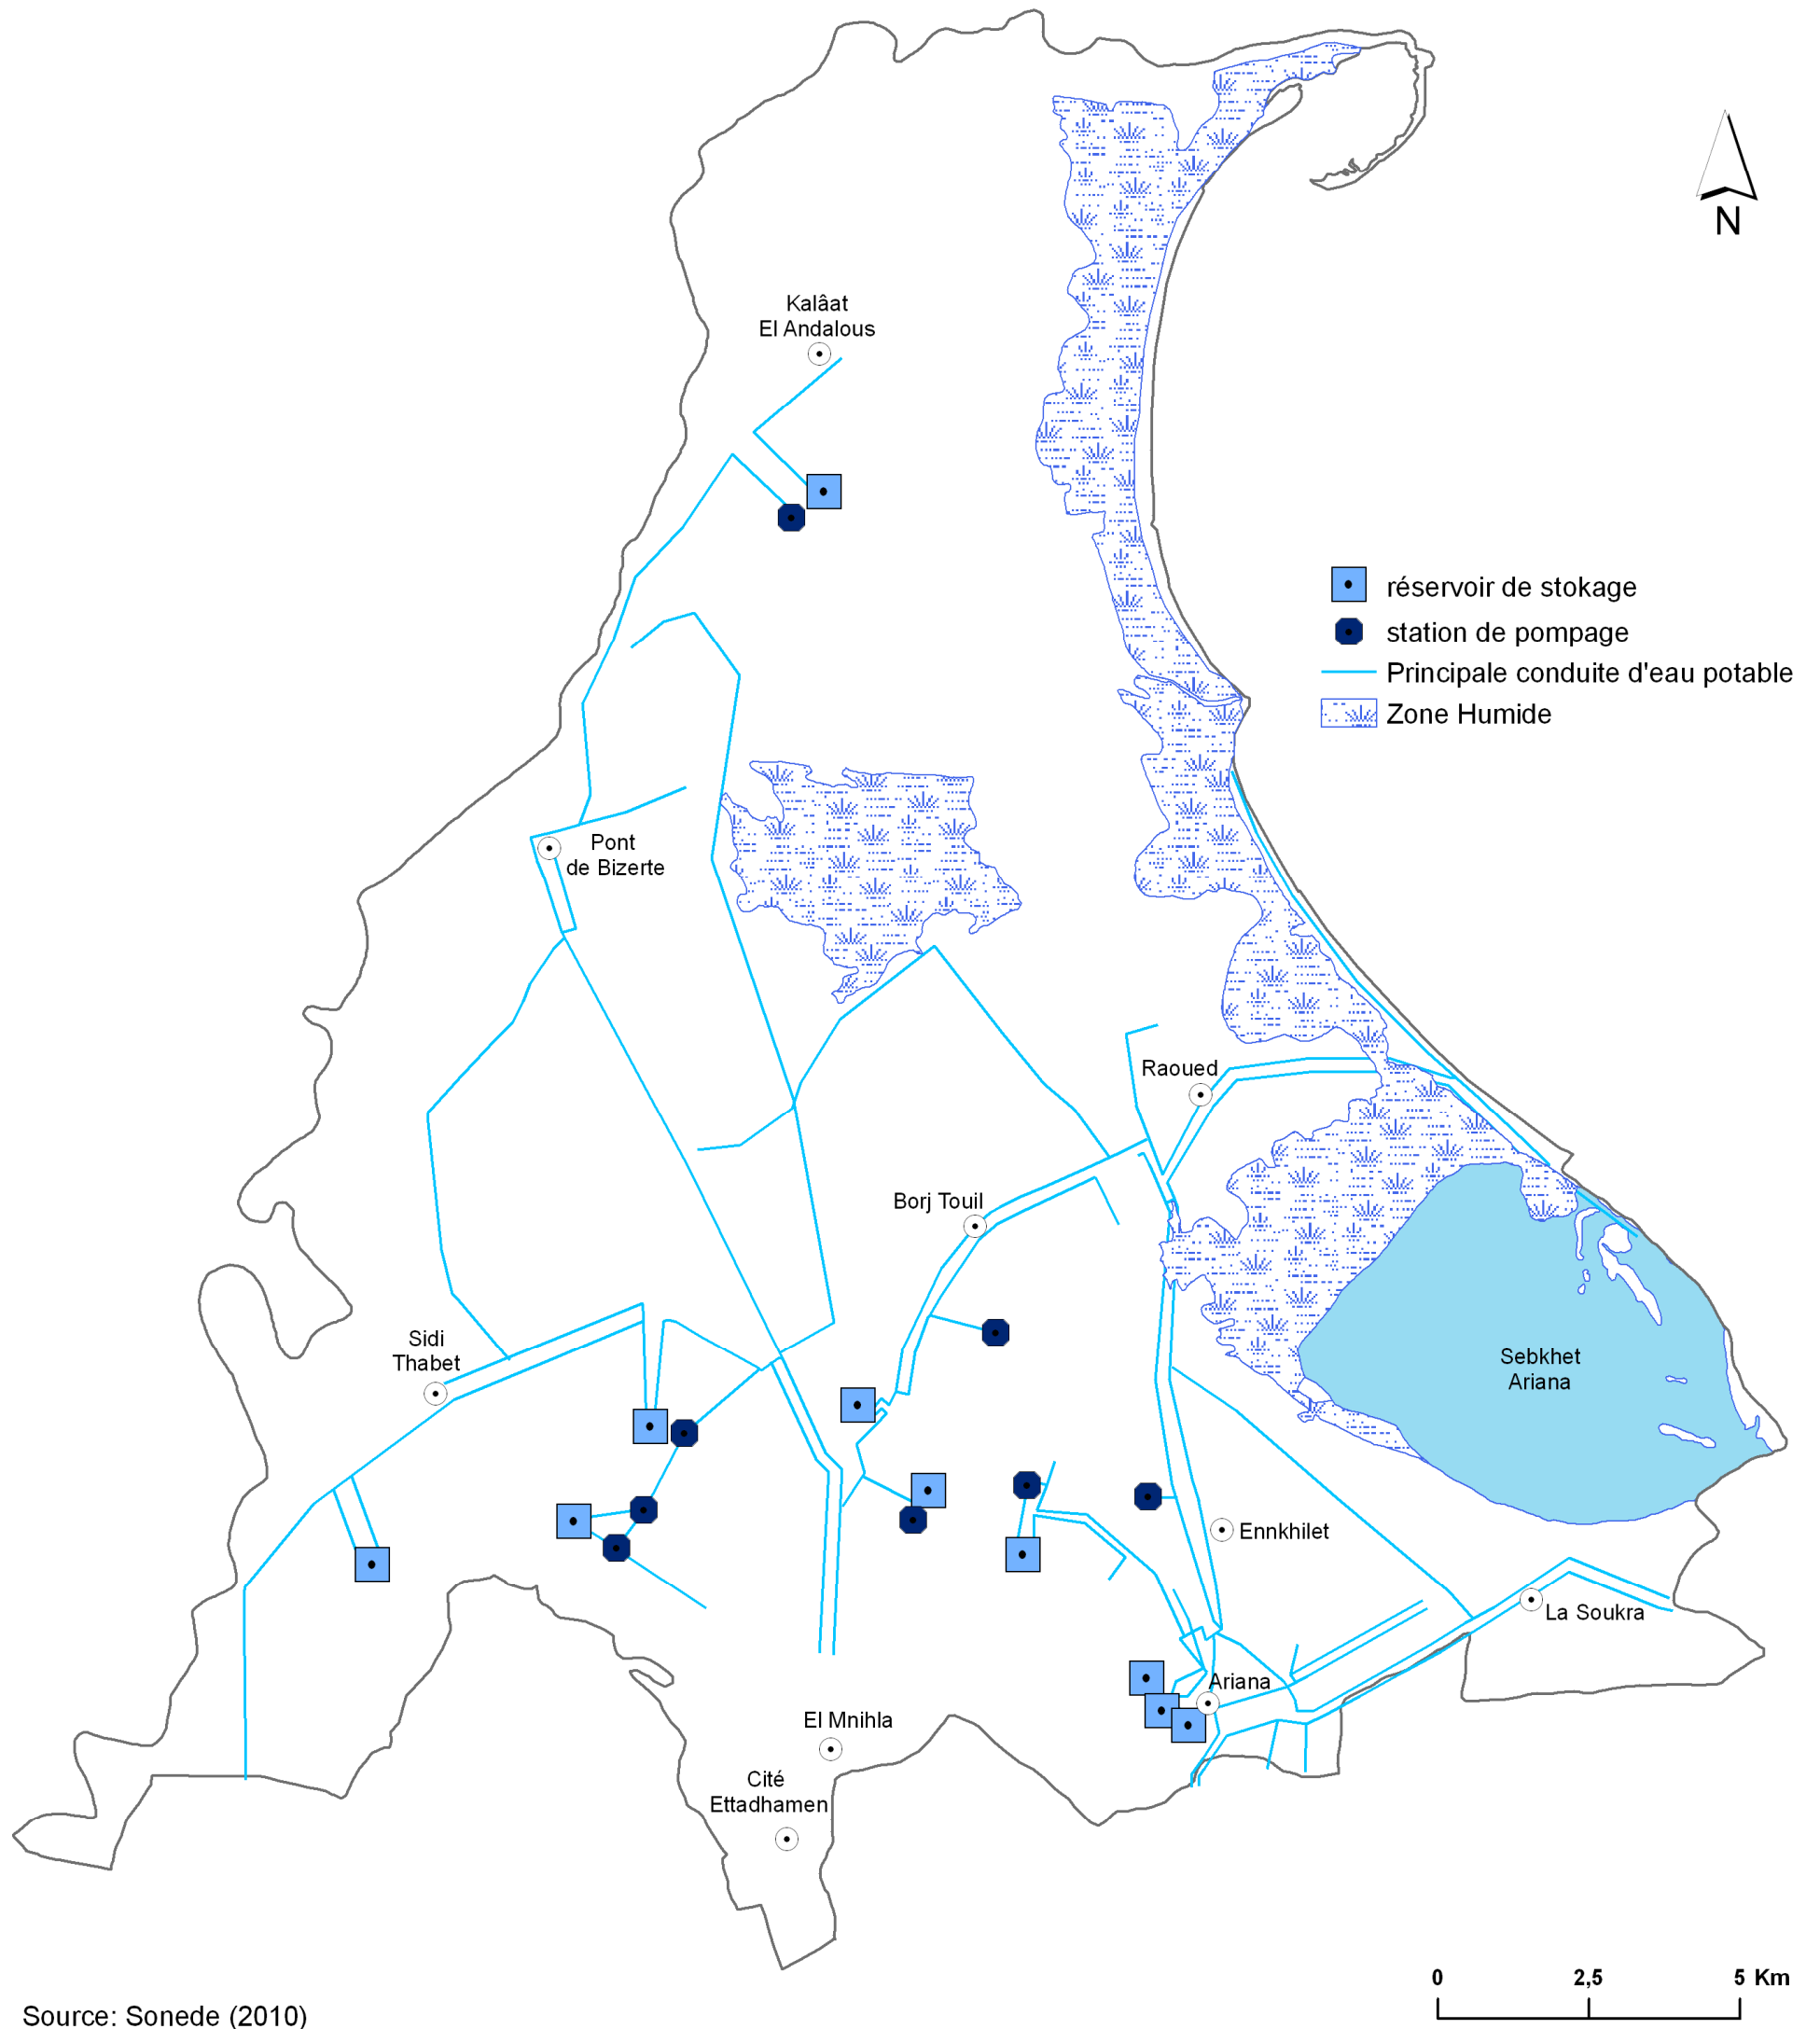 N
Kalâat
El Andalous
réservoir de stokage
station de pompage
Principale conduite d'eau potable
Zone Humide
Pont
de Bizerte
Raoued
Borj Touil
Sidi
Thabet
Sebkhet
Ariana
Ennkhilet
La Soukra
Ariana
El Mnihla
Cité
Ettadhamen
0 2,5 5 Km
Source: Sonede (2010)